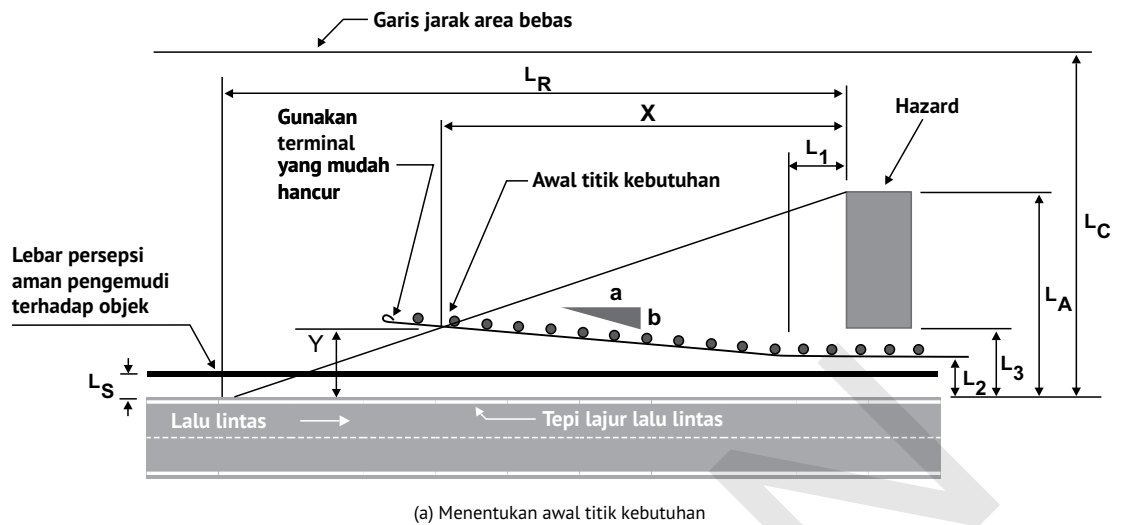 Garis jarak area bebas
L_R
Gunakan
terminal
yang mudah
hancur
X
Hazard
L_1
Awal titik kebutuhan
L_C
Lebar persepsi
aman pengemudi
terhadap objek
a
b
L_A
Y
L_3
L_2
L_S
Lalu lintas
Tepi lajur lalu lintas
(a) Menentukan awal titik kebutuhan